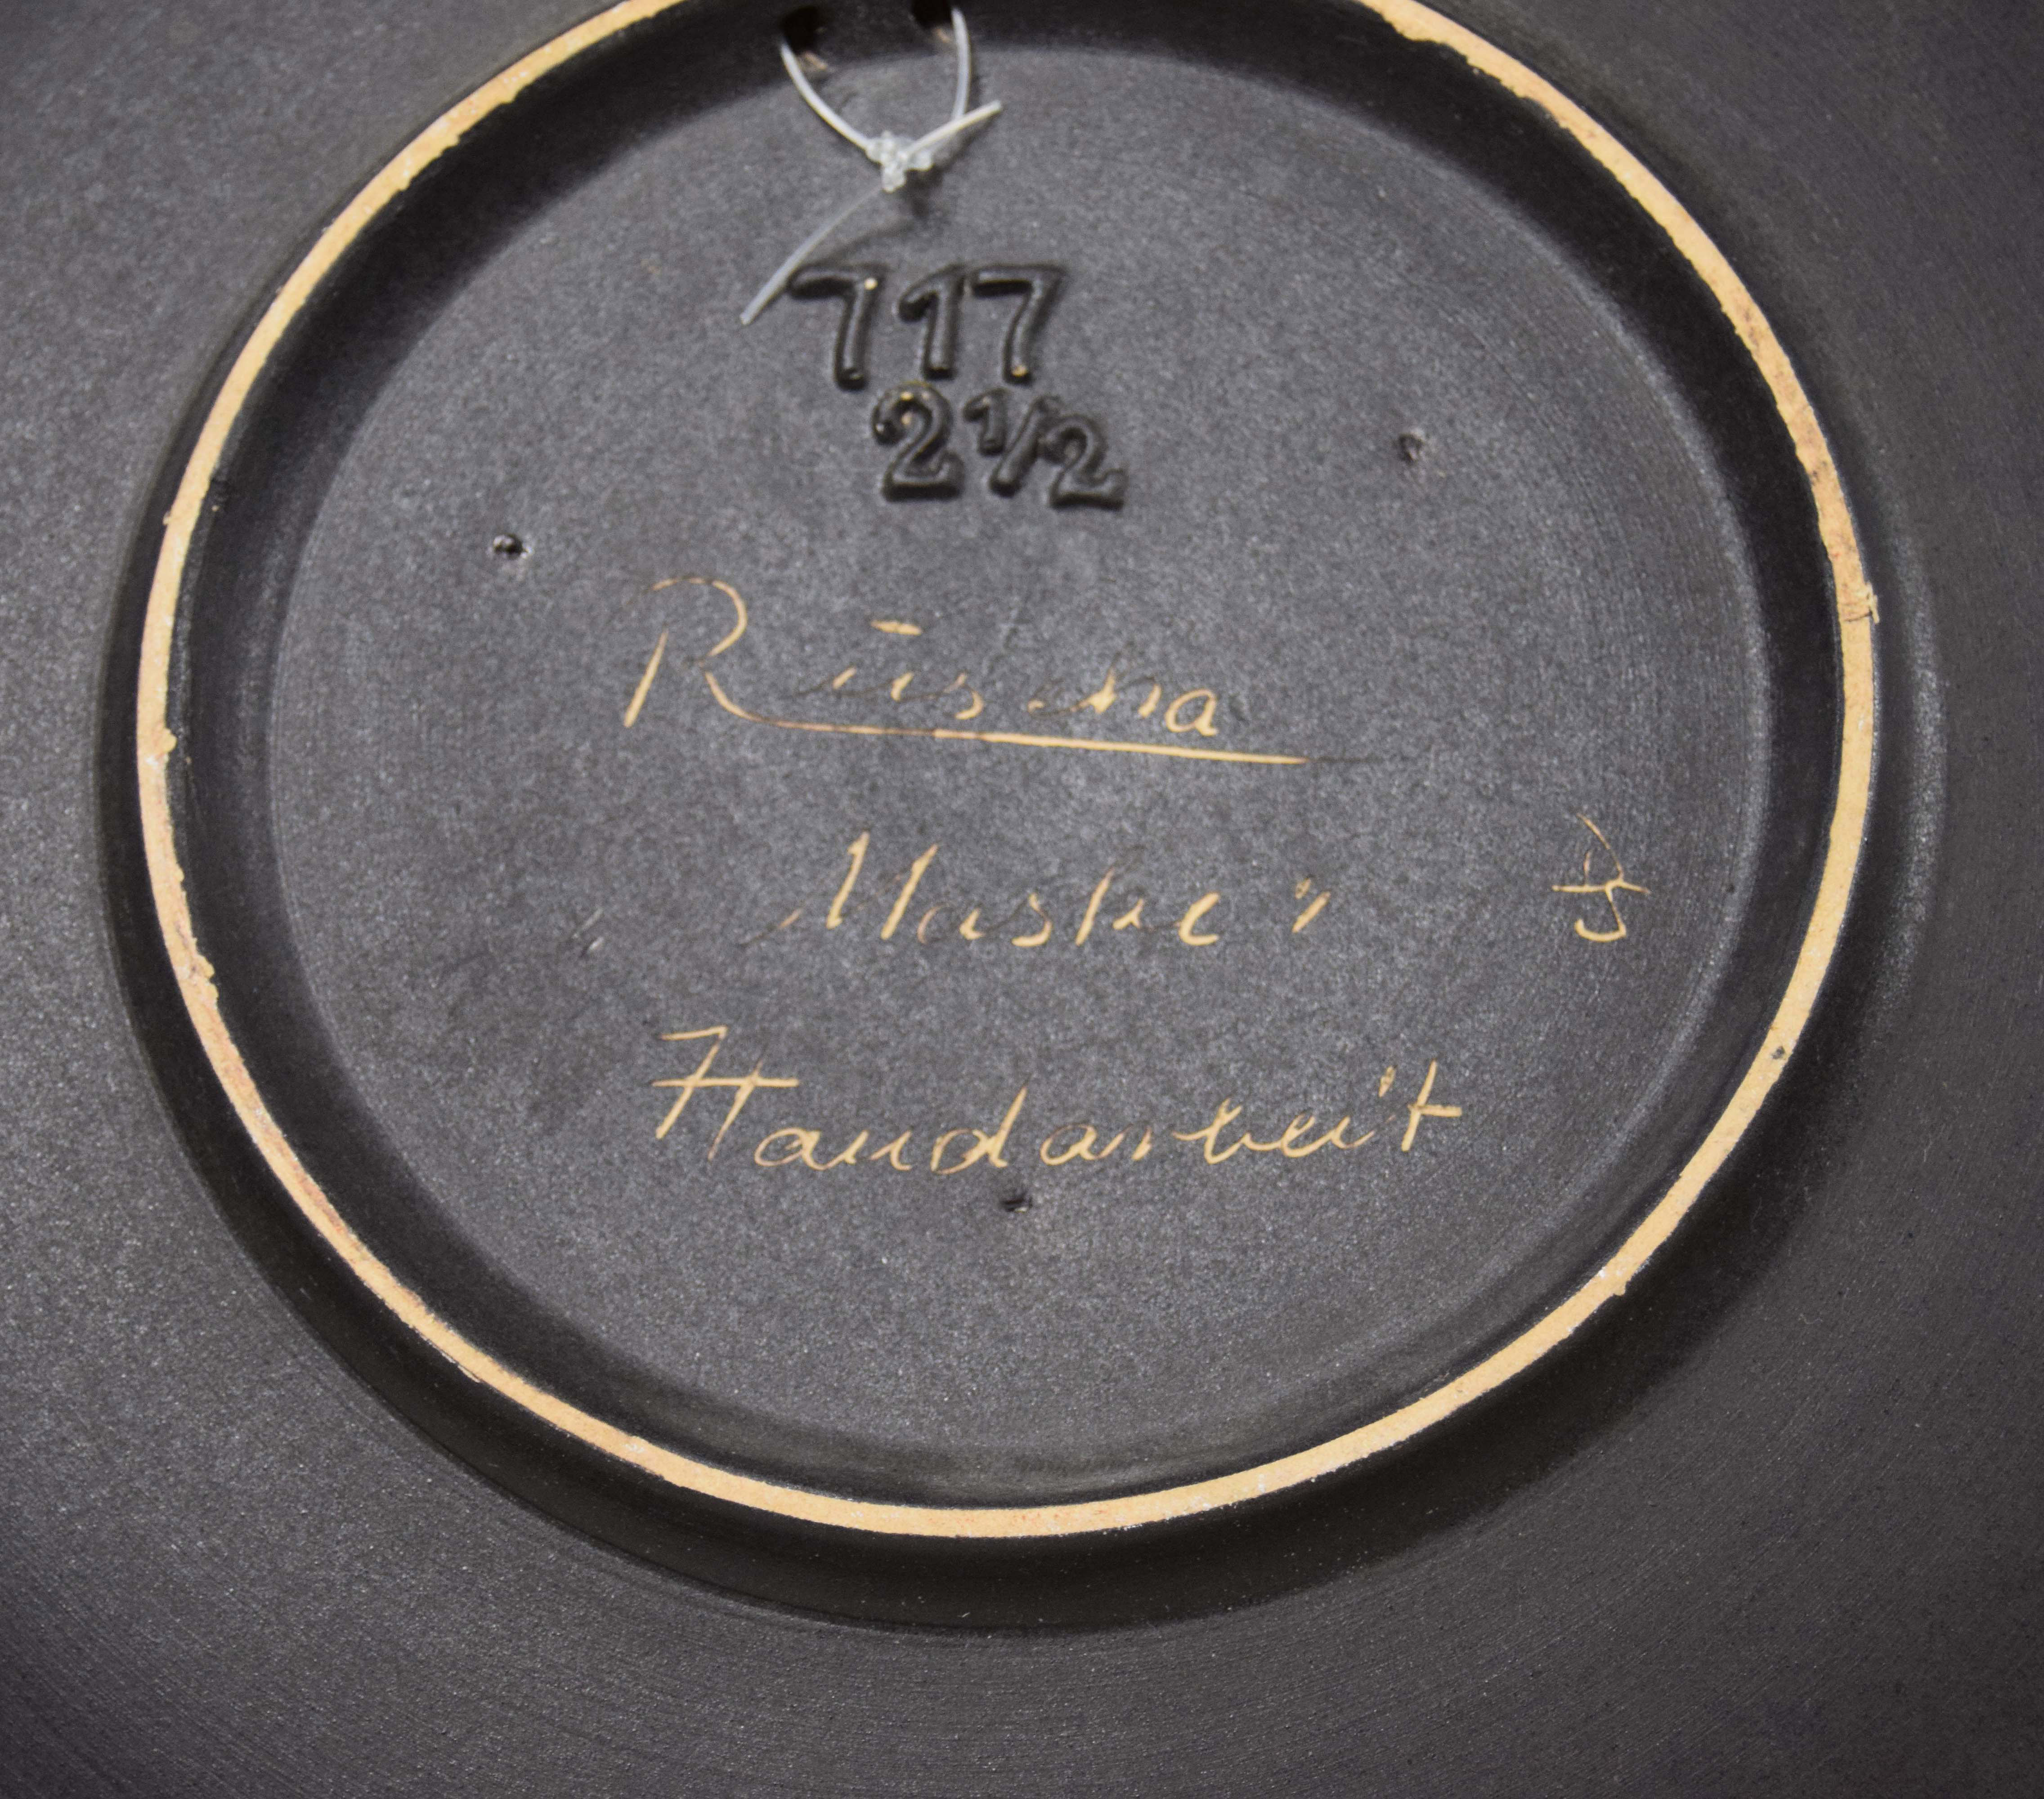 717
2½
Rüscha
„Maske"
Handarbeit